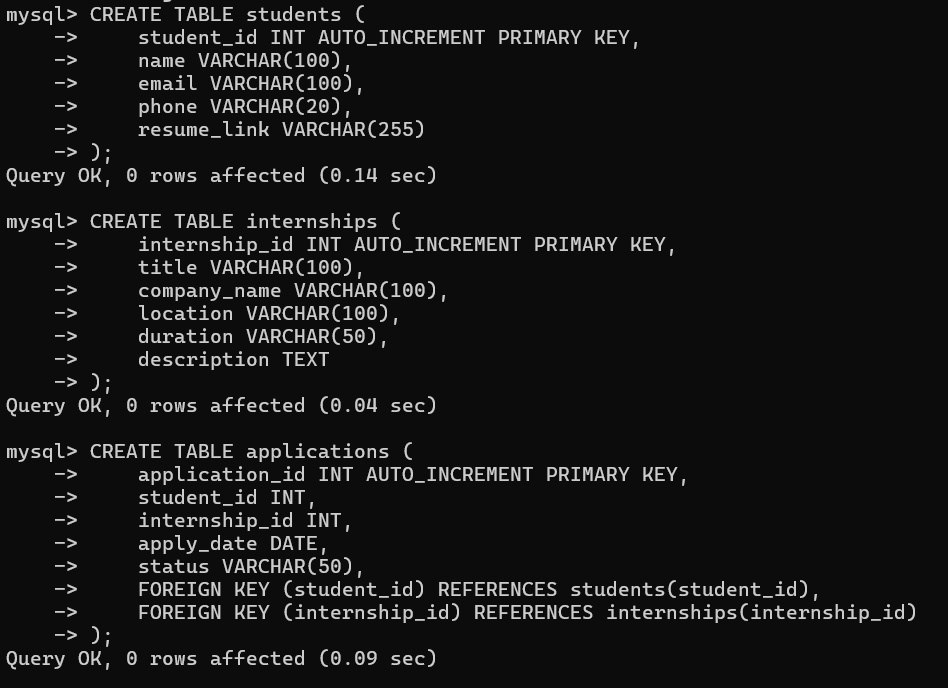 mysql> CREATE TABLE students (
    ->     student_id INT AUTO_INCREMENT PRIMARY KEY,
    ->     name VARCHAR(100),
    ->     email VARCHAR(100),
    ->     phone VARCHAR(20),
    ->     resume_link VARCHAR(255)
    -> );
Query OK, 0 rows affected (0.14 sec)

mysql> CREATE TABLE internships (
    ->     internship_id INT AUTO_INCREMENT PRIMARY KEY,
    ->     title VARCHAR(100),
    ->     company_name VARCHAR(100),
    ->     location VARCHAR(100),
    ->     duration VARCHAR(50),
    ->     description TEXT
    -> );
Query OK, 0 rows affected (0.04 sec)

mysql> CREATE TABLE applications (
    ->     application_id INT AUTO_INCREMENT PRIMARY KEY,
    ->     student_id INT,
    ->     internship_id INT,
    ->     apply_date DATE,
    ->     status VARCHAR(50),
    ->     FOREIGN KEY (student_id) REFERENCES students(student_id),
    ->     FOREIGN KEY (internship_id) REFERENCES internships(internship_id)
    -> );
Query OK, 0 rows affected (0.09 sec)